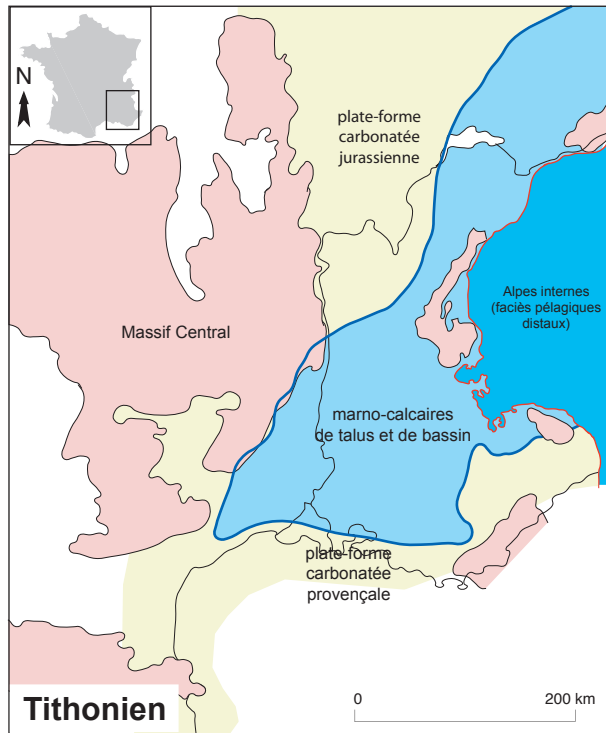 N
plate-forme
carbonatée
jurassienne
Alpes internes
(faciès pélagiques
distaux)
Massif Central
marno-calcaires
de talus et de bassin
plate-forme
carbonatée
provençale
Tithonien
0
200 km